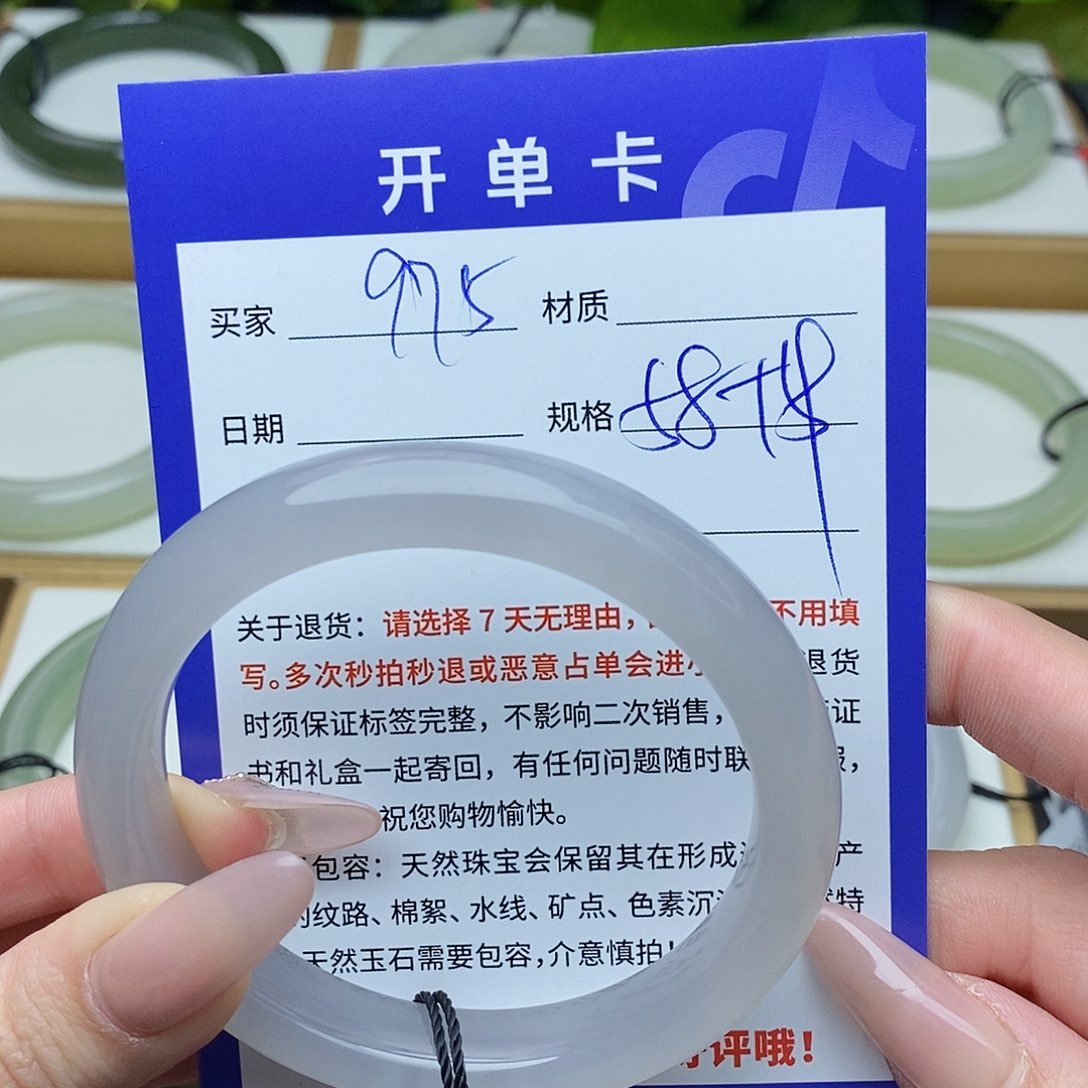 开单卡
买家 975 材质
日期 规格 58
关于退货：请选择7天无理由，不用填
写。多次秒拍秒退或恶意占单会进 退货
时须保证标签完整，不影响二次销售， 证
书和礼盒一起寄回，有任何问题随时联
祝您购物愉快。
包容：天然珠宝会保留其在形成 产
纹路、棉絮、水线、矿点、色素沉 特
天然玉石需要包容，介意慎拍！
评哦！